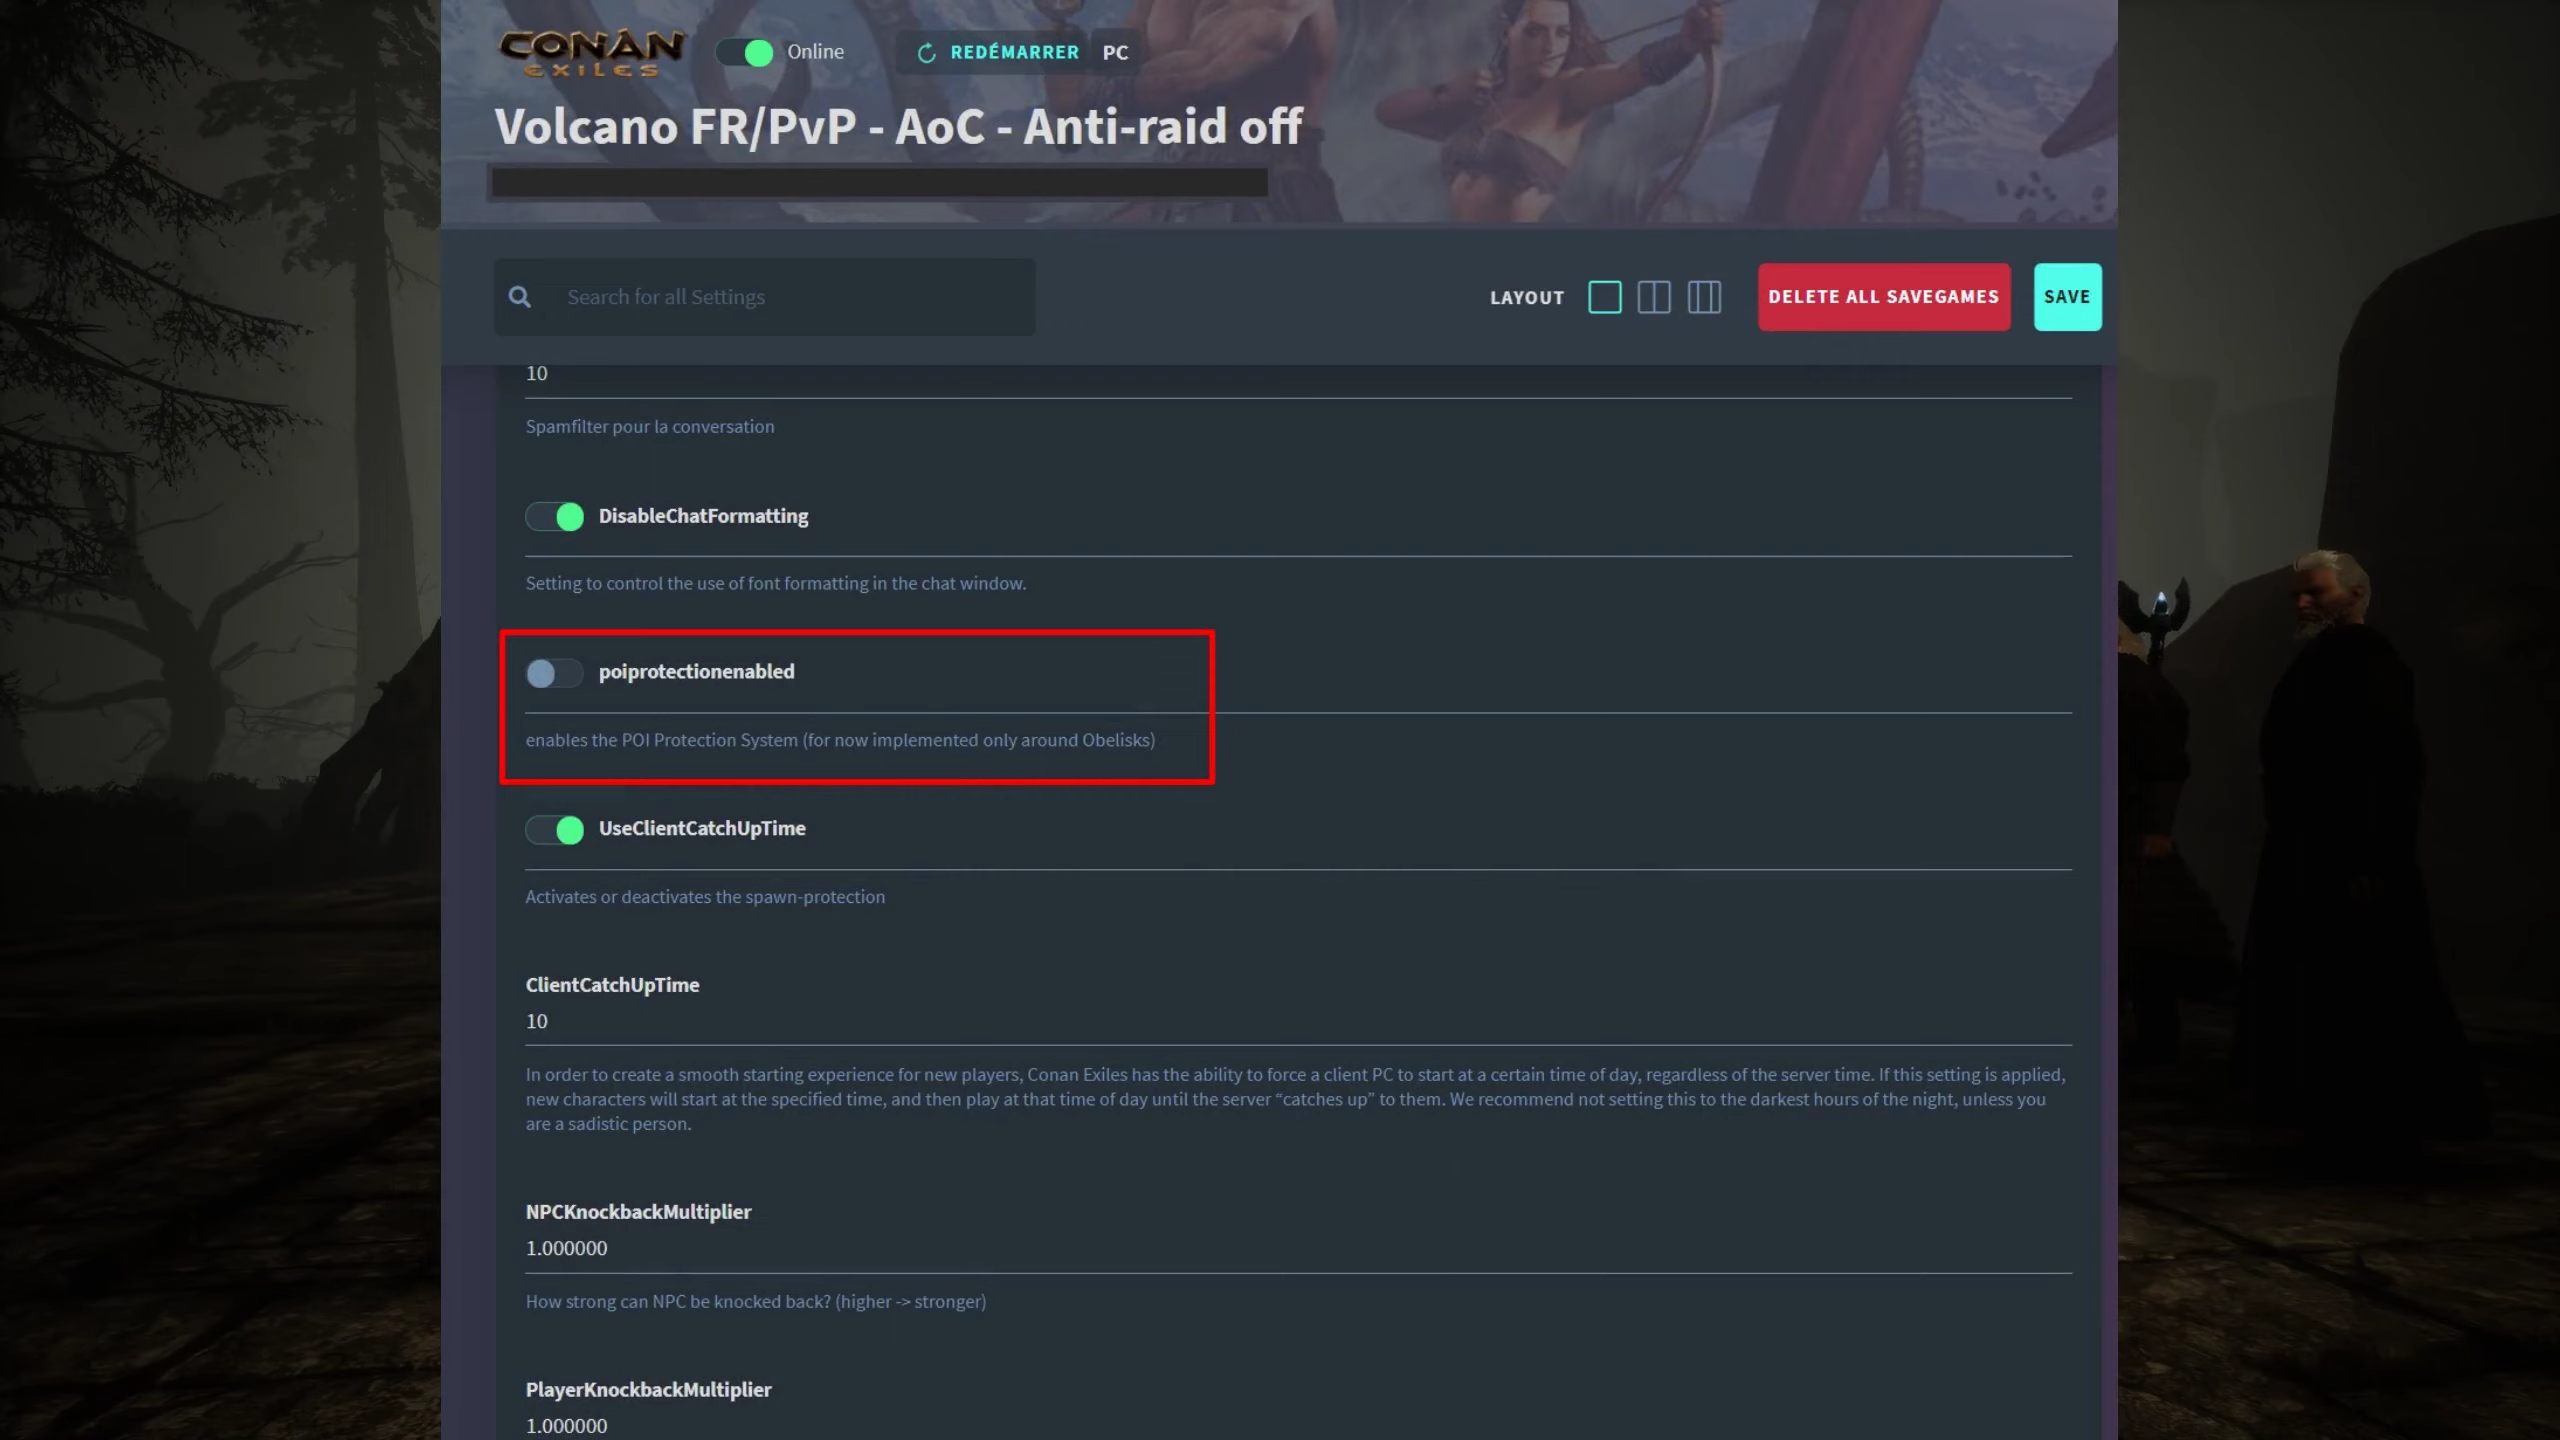 CONAN
EXILES
Online
REDÉMARRER
PC
Volcano FR/PvP - AoC - Anti-raid off
Search for all Settings
LAYOUT
DELETE ALL SAVEGAMES
SAVE
10
Spamfilter pour la conversation
DisableChatFormatting
Setting to control the use of font formatting in the chat window.
poiprotectionenabled
enables the POI Protection System (for now implemented only around Obelisks)
UseClientCatchUpTime
Activates or deactivates the spawn-protection
ClientCatchUpTime
10
In order to create a smooth starting experience for new players, Conan Exiles has the ability to force a client PC to start at a certain time of day, regardless of the server time. If this setting is applied,
new characters will start at the specified time, and then play at that time of day until the server “catches up” to them. We recommend not setting this to the darkest hours of the night, unless you
are a sadistic person.
NPCKnockbackMultiplier
1.000000
How strong can NPC be knocked back? (higher -> stronger)
PlayerKnockbackMultiplier
1.000000